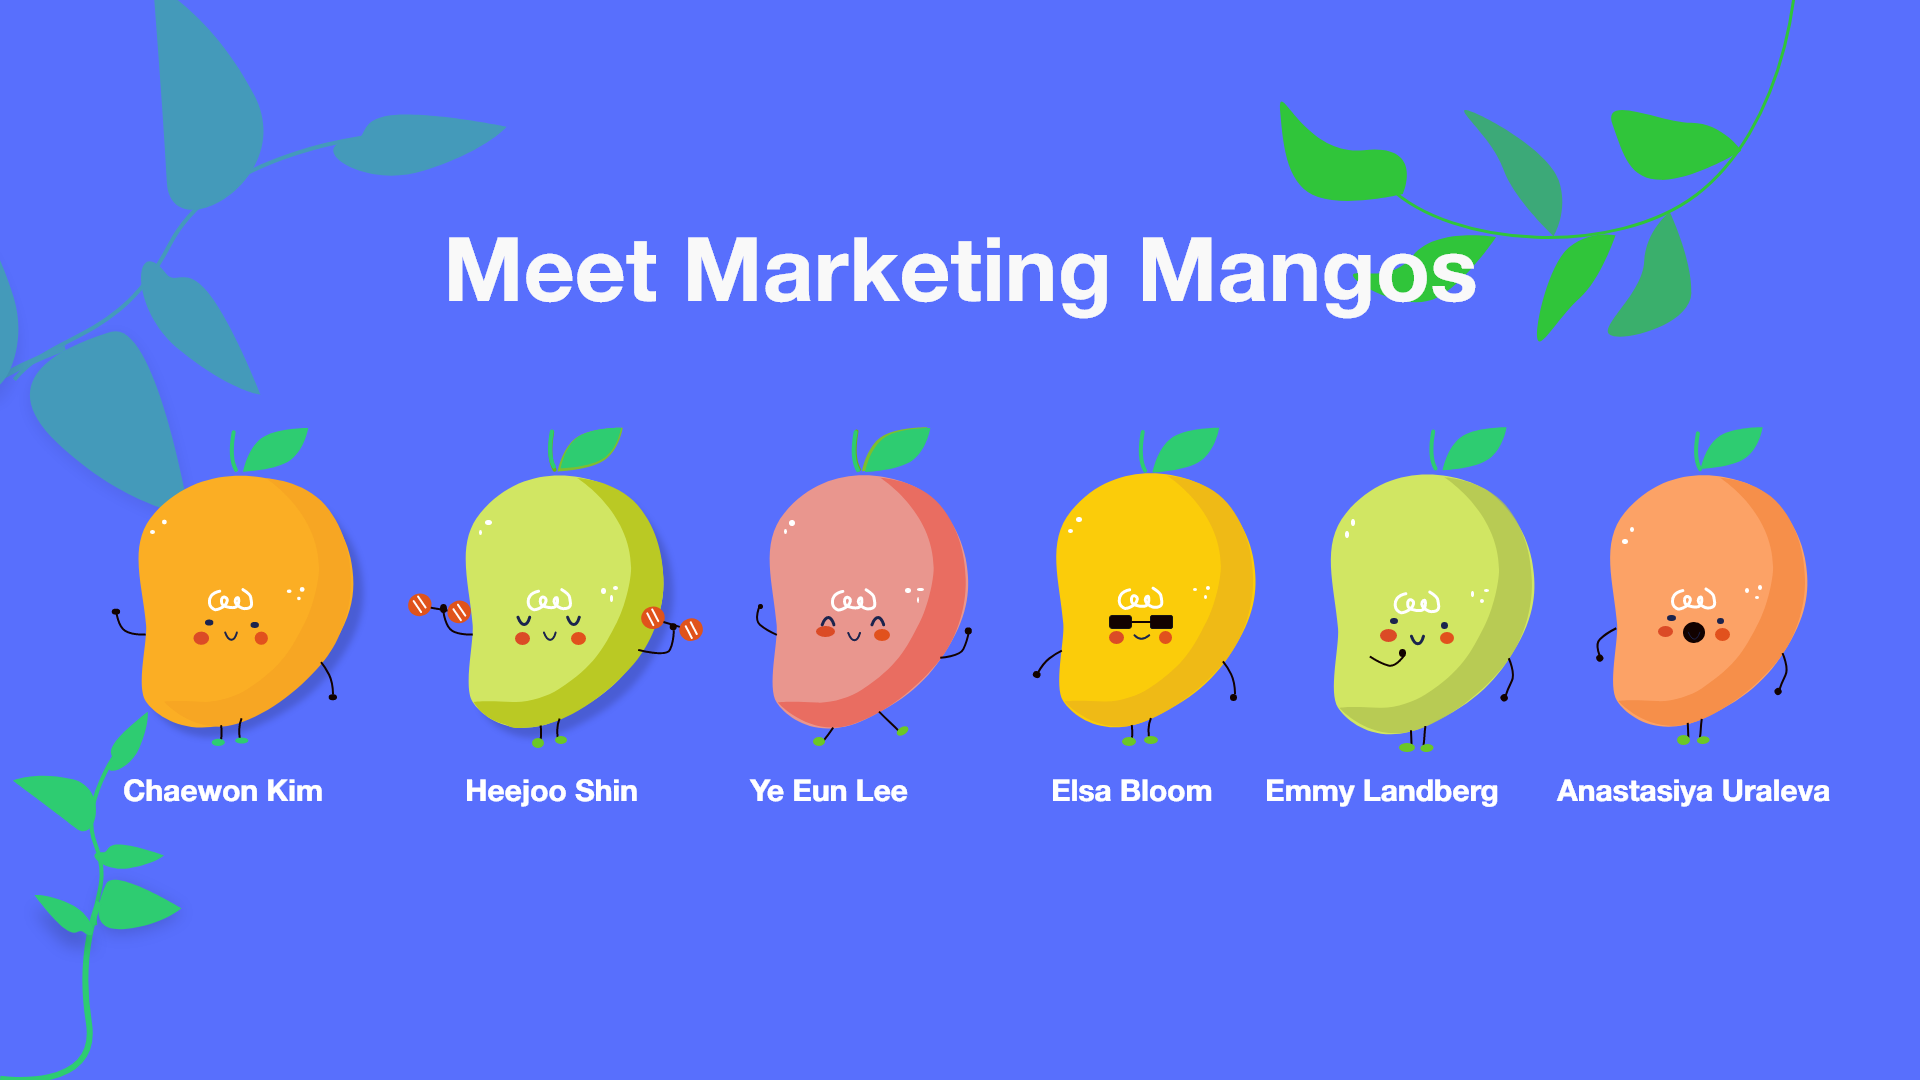 Meet Marketing Mangos
Chaewon Kim
Heejoo Shin
Ye Eun Lee
Elsa Bloom
Emmy Landberg
Anastasiya Uraleva